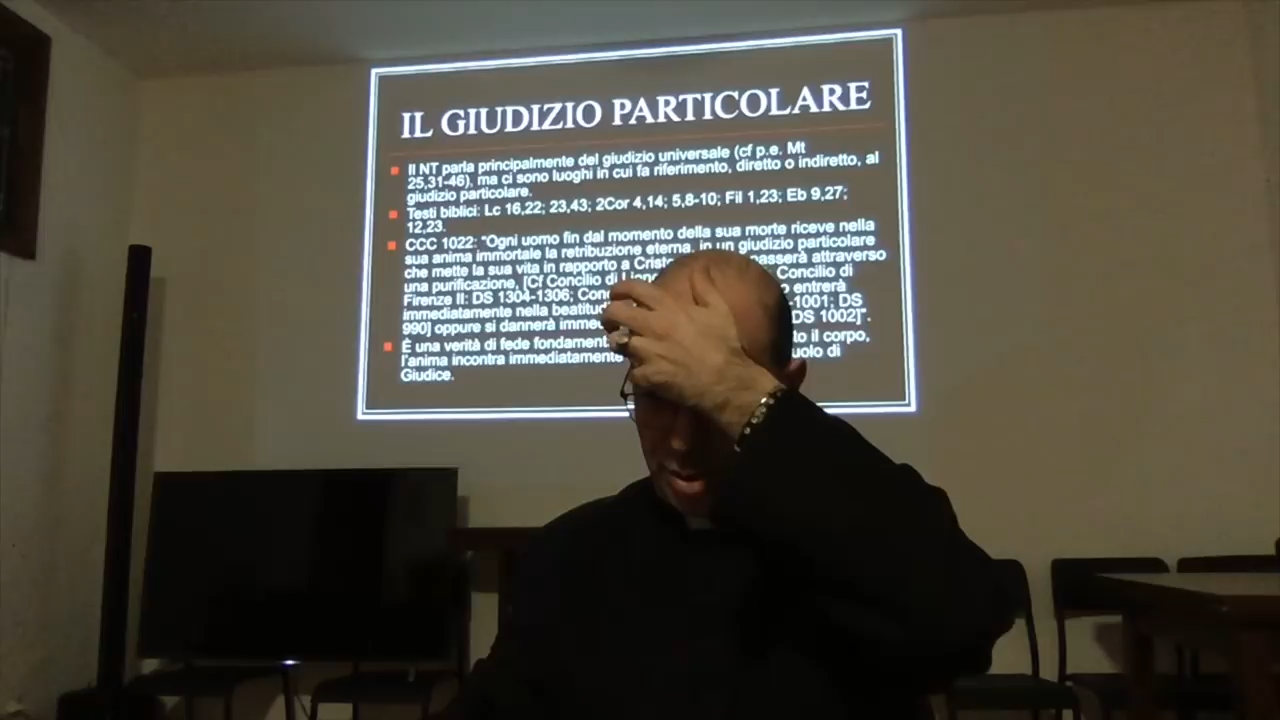 IL GIUDIZIO PARTICOLARE
Il NT parla principalmente del giudizio universale (cf p.e. Mt
25,31-46), ma ci sono luoghi in cui fa riferimento, diretto o indiretto, al
giudizio particolare.
Testi biblici: Lc 16,22; 23,43; 2Cor 4,14; 5,8-10; Fil 1,23; Eb 9,27;
12,23.
CCC 1022: "Ogni uomo fin dal momento della sua morte riceve nella
sua anima immortale la retribuzione eterna, in un giudizio particolare
che mette la sua vita in rapporto a Cristo passerà attraverso
una purificazione, [Cf Concilio di Concilio di
Firenze II: DS 1304-1306; entrerà
immediatamente nella -1001; DS
990] oppure si dannerà DS 1002]".
È una verità di fede il corpo,
l'anima incontra immediatamente di
Giudice.